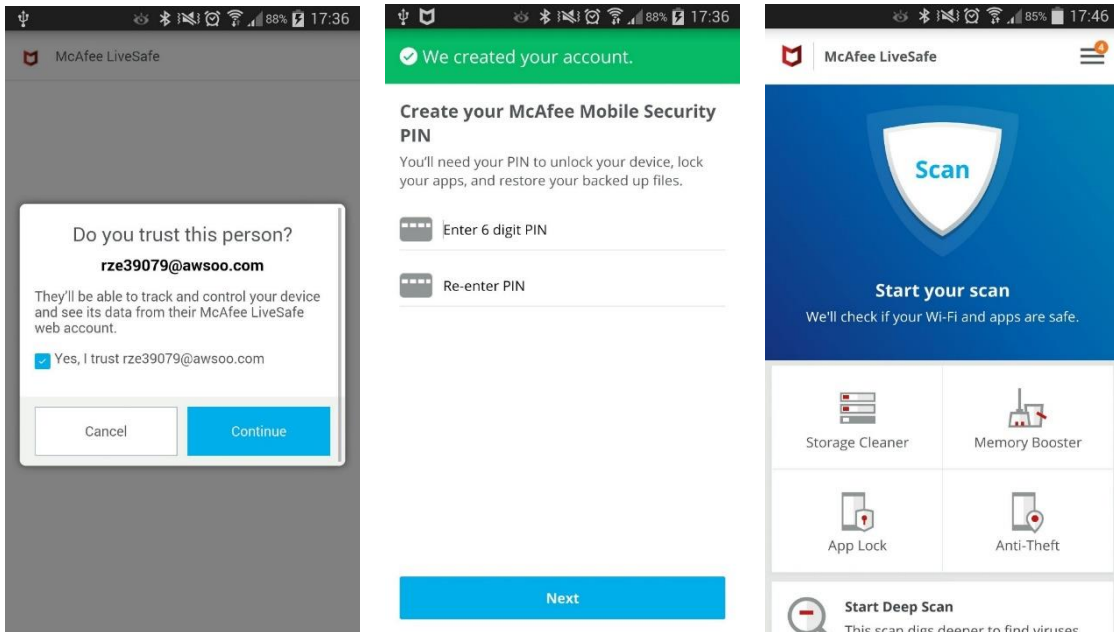 88% 17:36
McAfee LiveSafe
Do you trust this person?
rze39079@awsoo.com
They'll be able to track and control your device
and see its data from their McAfee LiveSafe
web account.
Yes, I trust rze39079@awsoo.com
Cancel
Continue
88% 17:36
We created your account.
Create your McAfee Mobile Security
PIN
You'll need your PIN to unlock your device, lock
your apps, and restore your backed up files.
Enter 6 digit PIN
Re-enter PIN
Next
85% 17:46
McAfee LiveSafe
4
Scan
Start your scan
We'll check if your Wi-Fi and apps are safe.
Storage Cleaner
Memory Booster
App Lock
Anti-Theft
Start Deep Scan
This scan digs deeper to find viruses